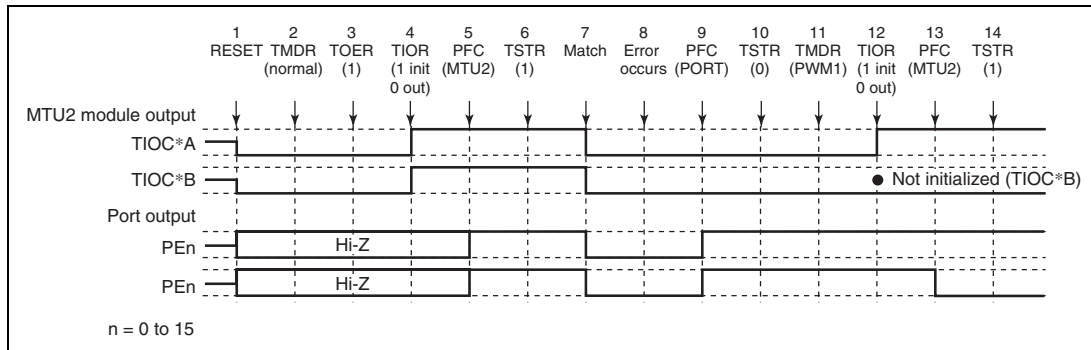 1 2 3 4 5 6 7 8 9 10 11 12 13 14
RESET TMDR TOER TIOR PFC TSTR Match Error PFC TSTR TMDR TIOR PFC TSTR
(normal) (1) (1 init (MTU2) (1) occurs (PORT) (0) (PWM1) (1 init (MTU2) (1)
0 out) 0 out)
MTU2 module output
TIOC*A
TIOC*B
● Not initialized (TIOC*B)
Port output
PEn
Hi-Z
PEn
Hi-Z
n = 0 to 15